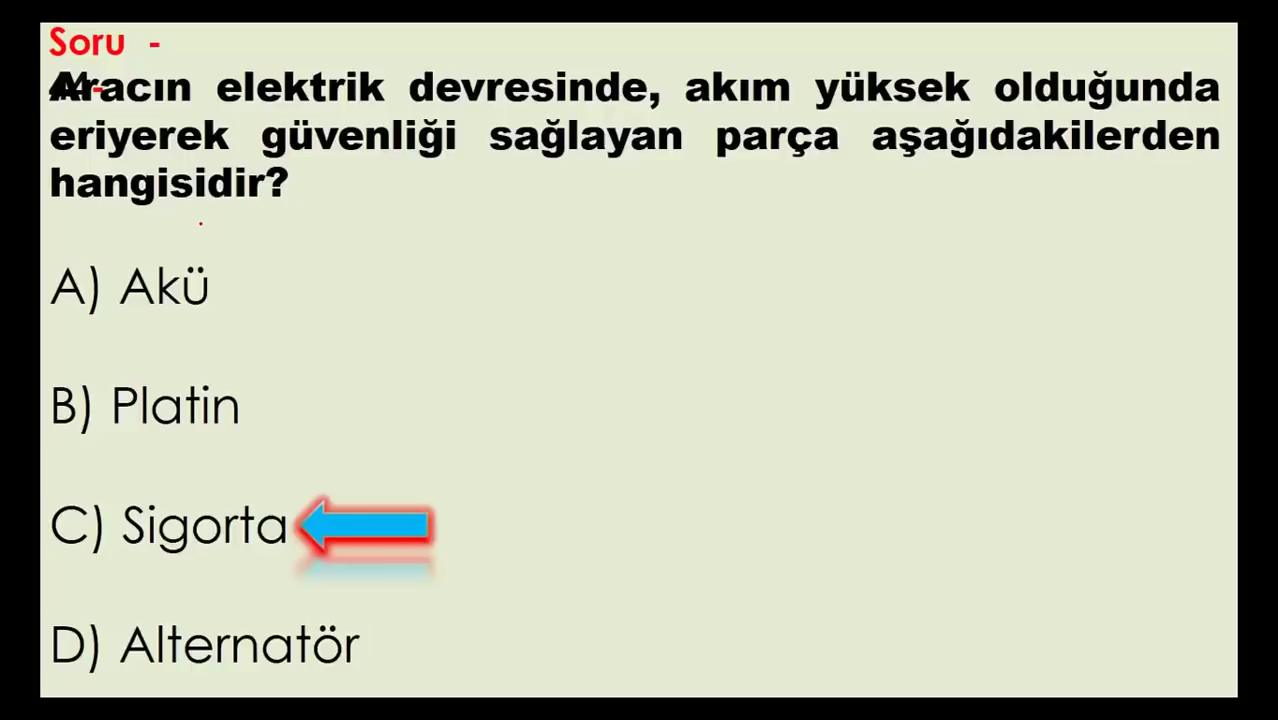 Soru -
Aracın elektrik devresinde, akım yüksek olduğunda
eriyerek güvenliği sağlayan parça aşağıdakilerden
hangisidir?
A) Akü
B) Platin
C) Sigorta
D) Alternatör